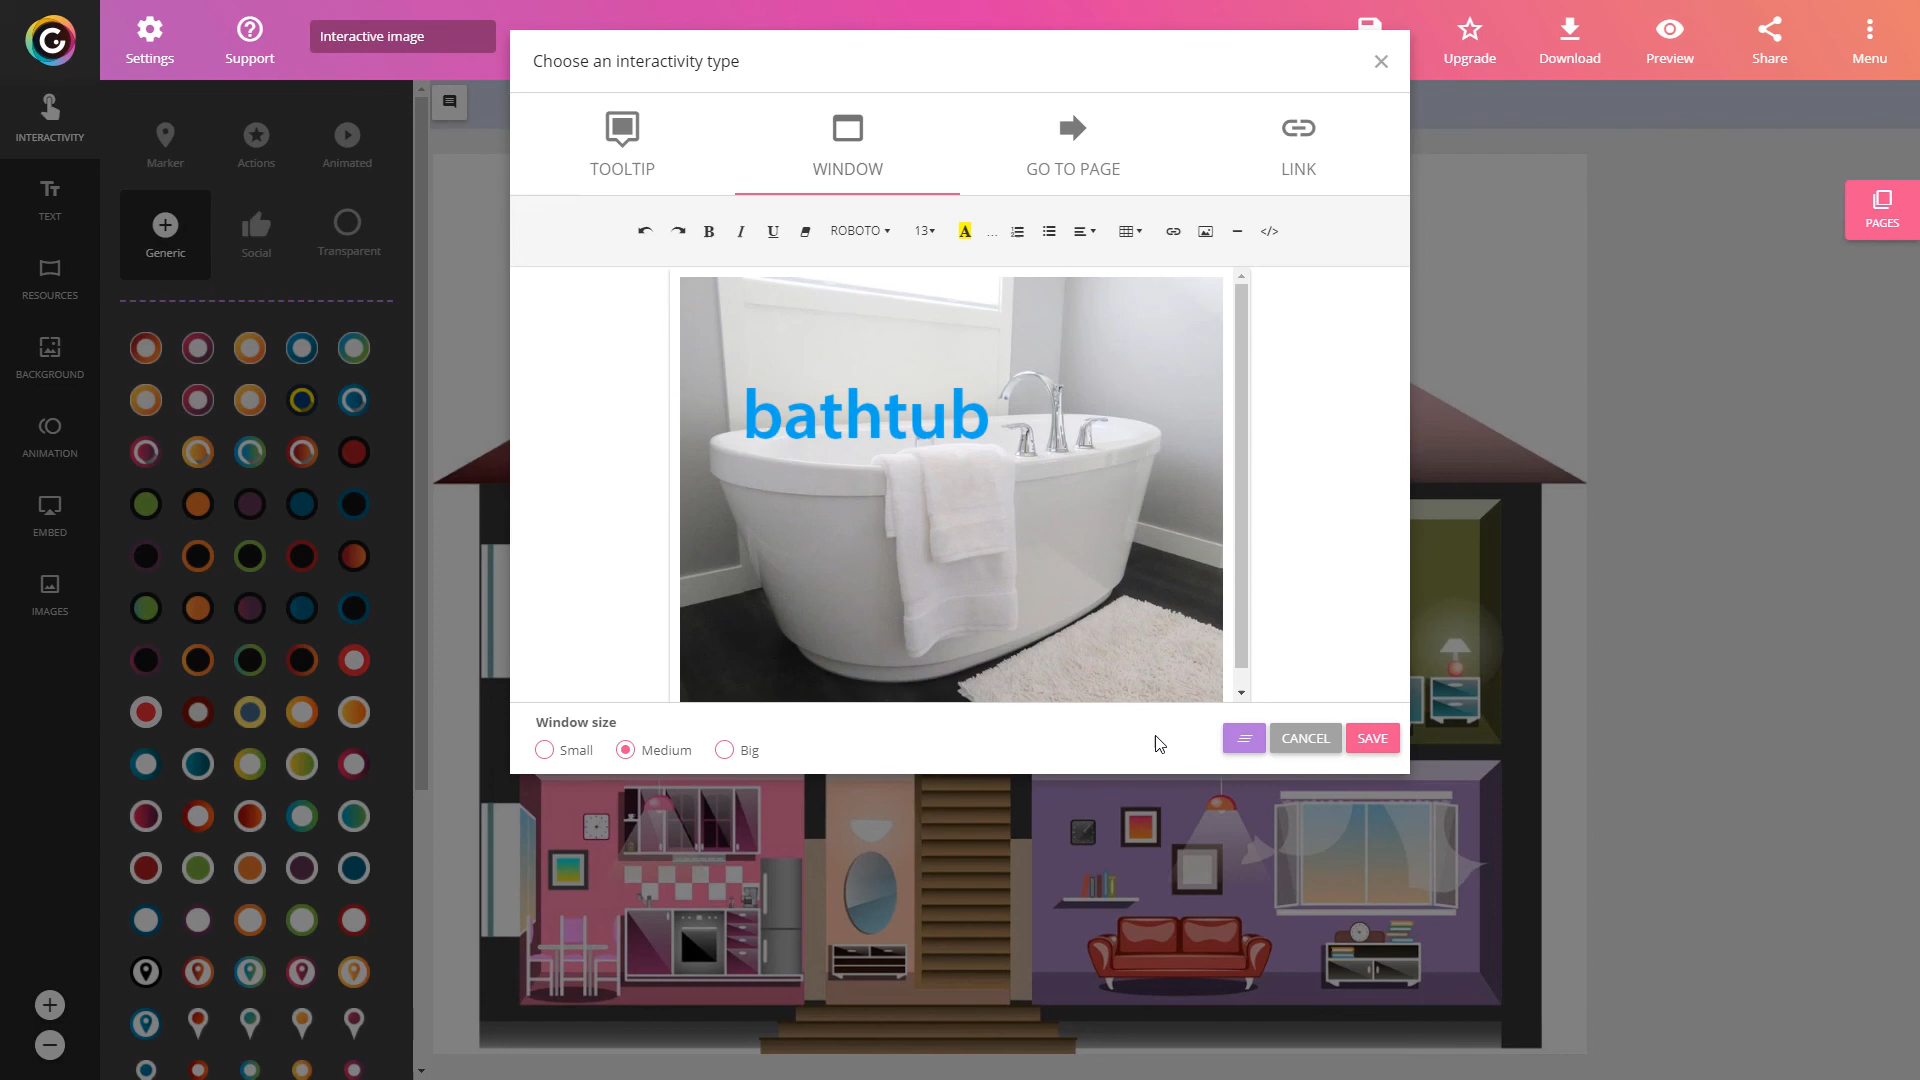 Settings
Support
Interactive image
Upgrade
Download
Preview
Share
Menu
Choose an interactivity type
TOOLTIP
WINDOW
GO TO PAGE
LINK
B I U ROBOTO 13 A ... </>
INTERACTIVITY
TEXT
RESOURCES
BACKGROUND
ANIMATION
EMBED
IMAGES
Marker
Actions
Animated
Generic
Social
Transparent
PAGES
bathtub
Window size
Small
Medium
Big
CANCEL
SAVE